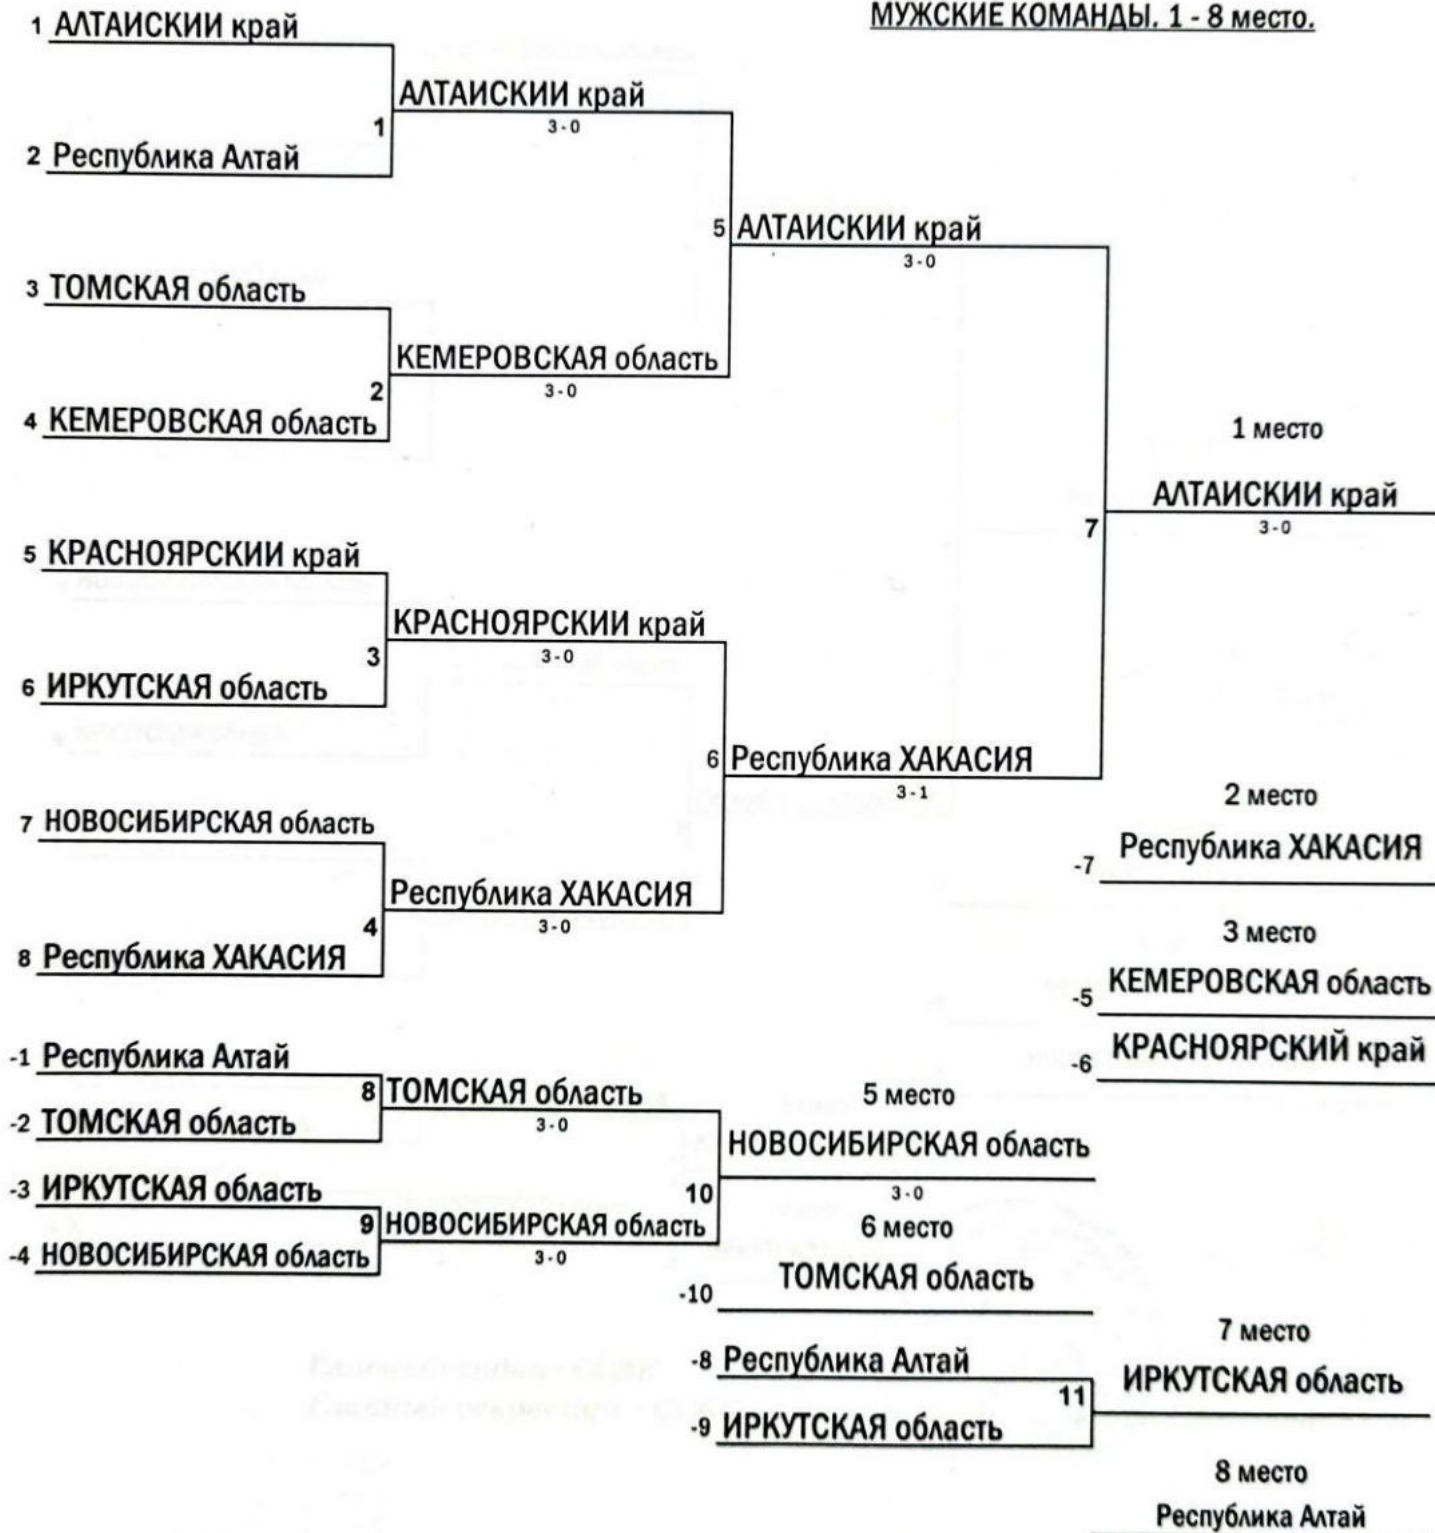 МУЖСКИЕ КОМАНДЫ. 1 - 8 место.
1 АЛТАИСКИИ край
АЛТАИСКИИ край
1
3 - 0
2 Республика Алтай
5 АЛТАИСКИИ край
3 - 0
3 ТОМСКАЯ область
КЕМЕРОВСКАЯ область
2
3 - 0
4 КЕМЕРОВСКАЯ область
1 место
АЛТАИСКИИ край
7
3 - 0
5 КРАСНОЯРСКИИ край
КРАСНОЯРСКИИ край
3
3 - 0
6 ИРКУТСКАЯ область
6 Республика ХАКАСИЯ
3 - 1
2 место
7 НОВОСИБИРСКАЯ область
-7 Республика ХАКАСИЯ
Республика ХАКАСИЯ
4
3 - 0
3 место
8 Республика ХАКАСИЯ
-5 КЕМЕРОВСКАЯ область
-6 КРАСНОЯРСКИЙ край
-1 Республика Алтай
8 ТОМСКАЯ область
3 - 0
5 место
-2 ТОМСКАЯ область
НОВОСИБИРСКАЯ область
-3 ИРКУТСКАЯ область
10
3 - 0
9 НОВОСИБИРСКАЯ область
3 - 0
6 место
-4 НОВОСИБИРСКАЯ область
-10 ТОМСКАЯ область
7 место
-8 Республика Алтай
11 ИРКУТСКАЯ область
-9 ИРКУТСКАЯ область
8 место
Республика Алтай